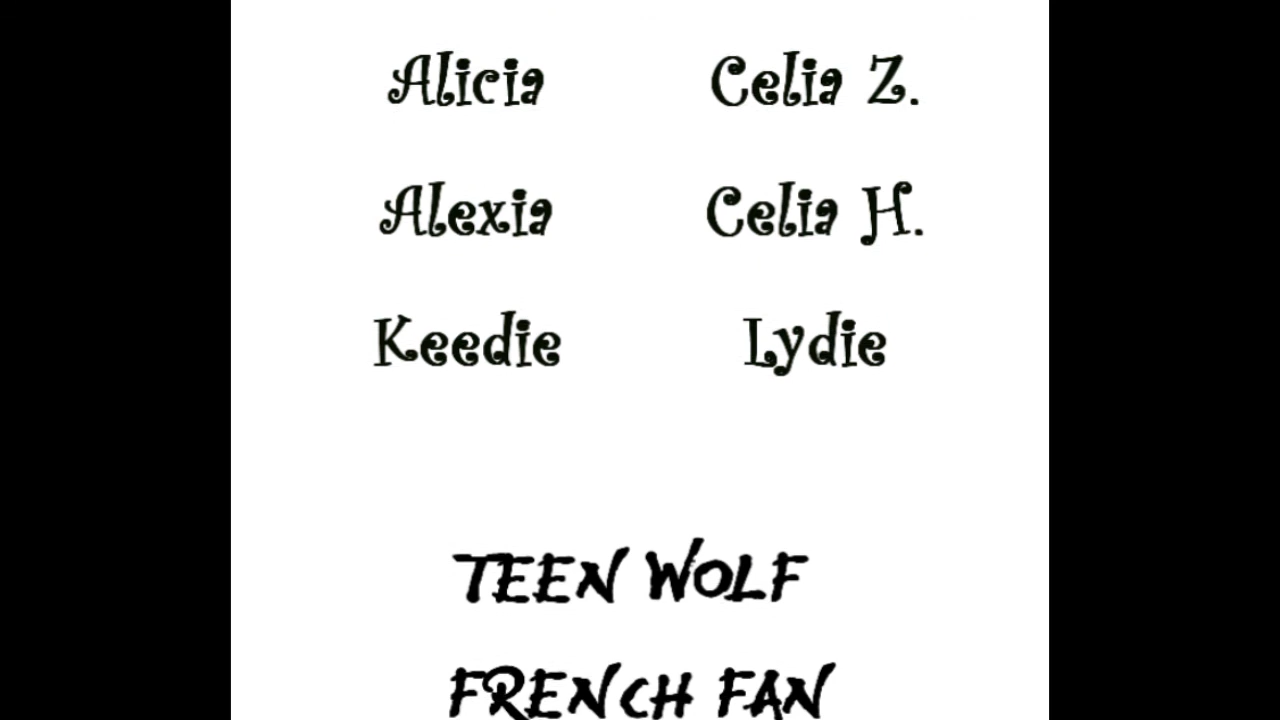 Alicia Celia Z.
Alexia Celia H.
Keedie Lydie
TEEN WOLF
FRENCH FAN